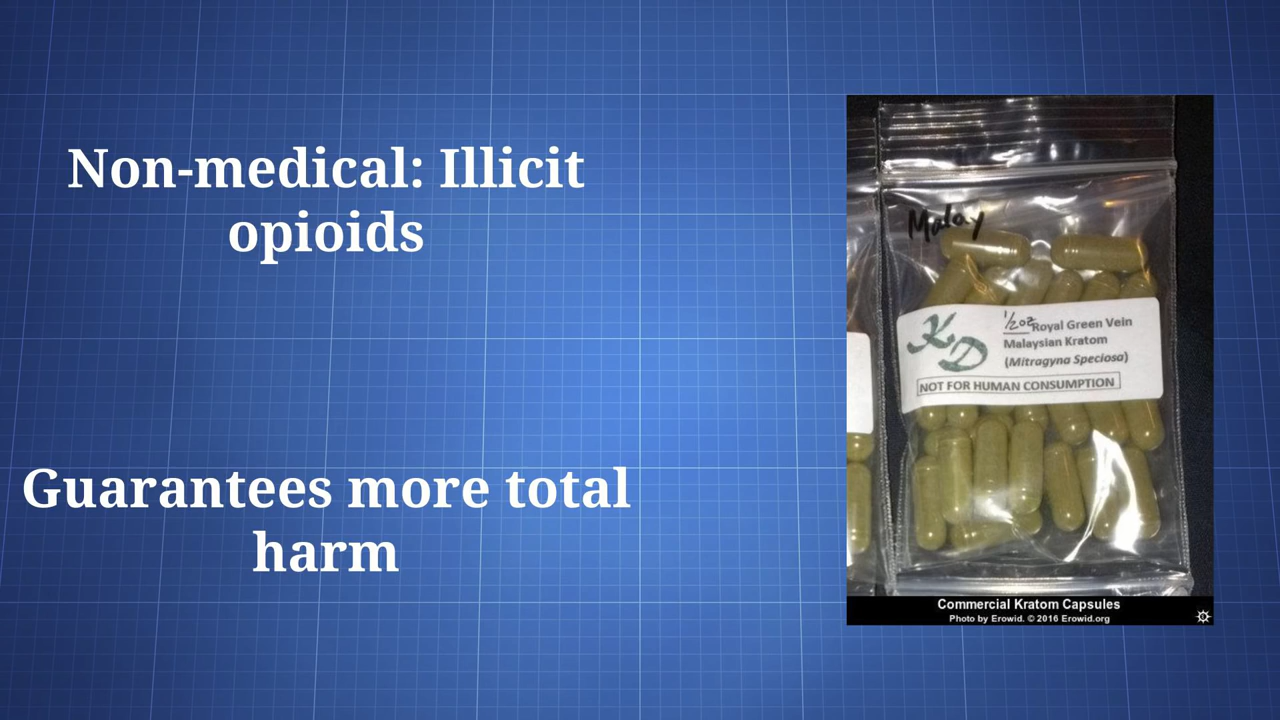 Non-medical: Illicit
opioids
Guarantees more total
harm
Malay
KD
1/2oz Royal Green Vein
Malaysian Kratom
(Mitragyna Speciosa)
NOT FOR HUMAN CONSUMPTION
Commercial Kratom Capsules
Photo by Erowid. © 2016 Erowid.org